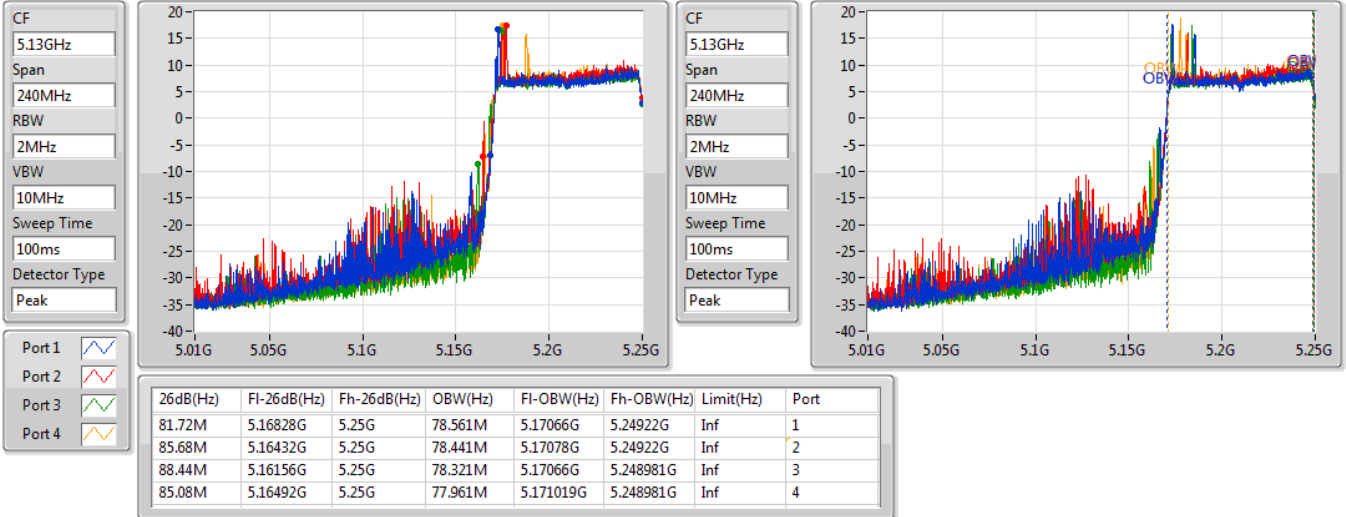 CF
5.13GHz
Span
240MHz
RBW
2MHz
VBW
10MHz
Sweep Time
100ms
Detector Type
Peak
Port 1
Port 2
Port 3
Port 4
20
15
10
5
0
-5
-10
-15
-20
-25
-30
-35
-40
5.01G 5.05G 5.1G 5.15G 5.2G 5.25G
CF
5.13GHz
Span
240MHz
RBW
2MHz
VBW
10MHz
Sweep Time
100ms
Detector Type
Peak
20
15
10
5
0
-5
-10
-15
-20
-25
-30
-35
-40
5.01G 5.05G 5.1G 5.15G 5.2G 5.25G
26dB(Hz) Fl-26dB(Hz) Fh-26dB(Hz) OBW(Hz) Fl-OBW(Hz) Fh-OBW(Hz) Limit(Hz) Port
81.72M 5.16828G 5.25G 78.561M 5.17066G 5.24922G Inf 1
85.68M 5.16432G 5.25G 78.441M 5.17078G 5.24922G Inf 2
88.44M 5.16156G 5.25G 78.321M 5.17066G 5.248981G Inf 3
85.08M 5.16492G 5.25G 77.961M 5.171019G 5.248981G Inf 4